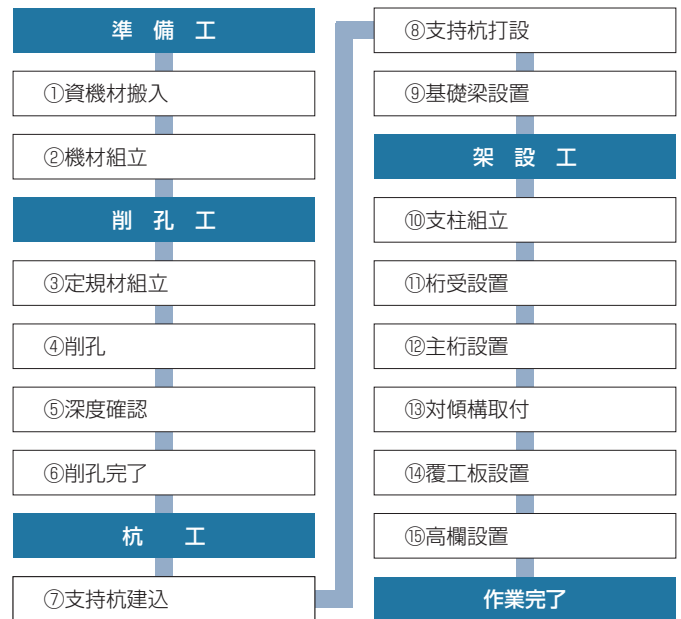 準備工
①資機材搬入
②機材組立
削孔工
③定規材組立
④削孔
⑤深度確認
⑥削孔完了
杭工
⑦支持杭建込
⑧支持杭打設
⑨基礎梁設置
架設工
⑩支柱組立
⑪桁受設置
⑫主桁設置
⑬対傾構取付
⑭覆工板設置
⑮高欄設置
作業完了